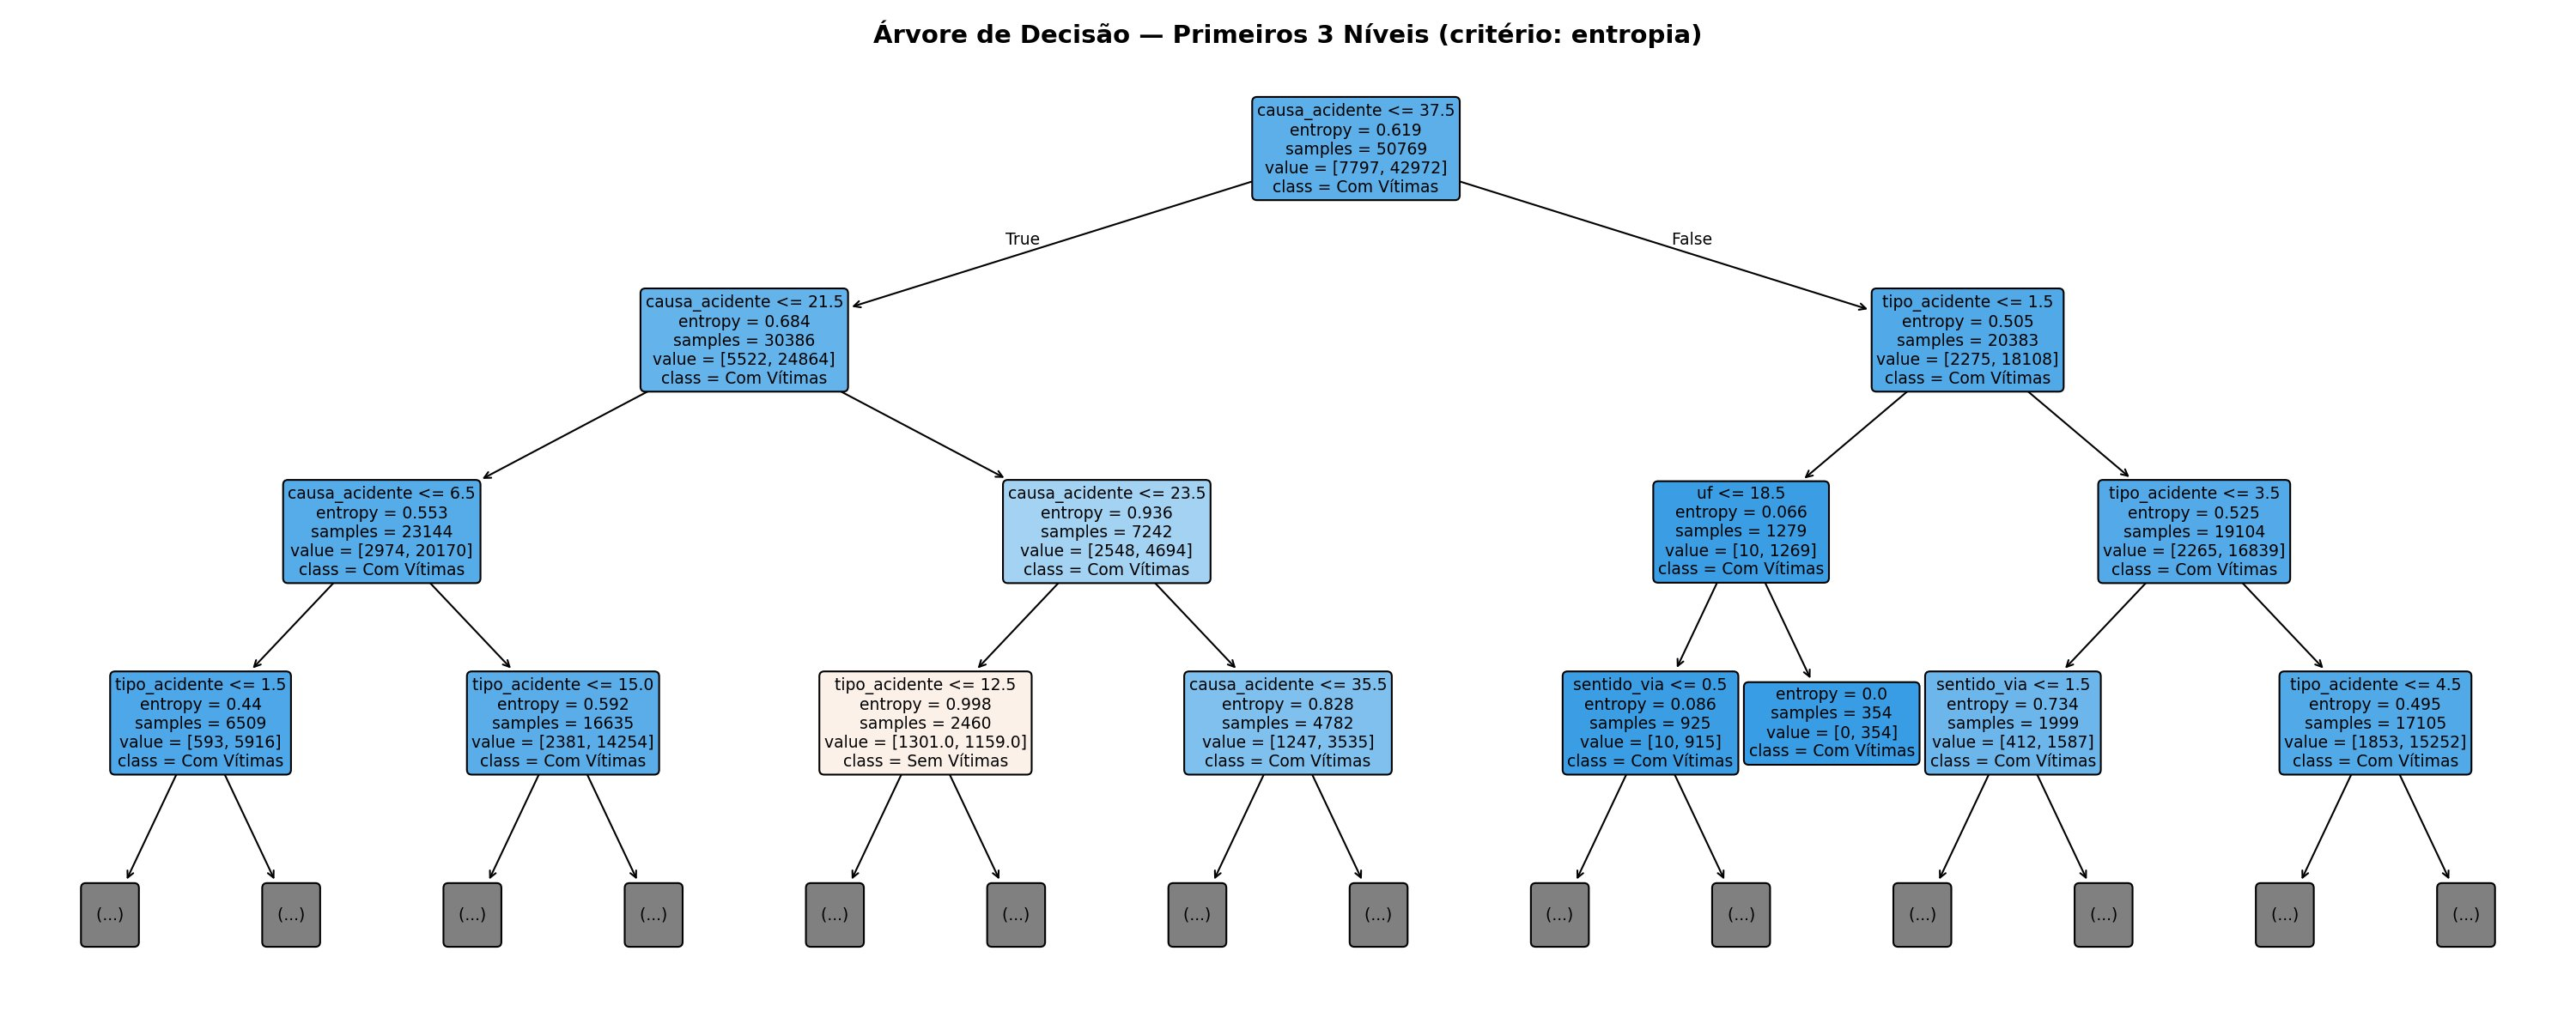 Árvore de Decisão — Primeiros 3 Níveis (critério: entropia)
causa_acidente <= 37.5
entropy = 0.619
samples = 50769
value = [7797, 42972]
class = Com Vítimas
True
False
causa_acidente <= 21.5
entropy = 0.684
samples = 30386
value = [5522, 24864]
class = Com Vítimas
tipo_acidente <= 1.5
entropy = 0.505
samples = 20383
value = [2275, 18108]
class = Com Vítimas
causa_acidente <= 6.5
entropy = 0.553
samples = 23144
value = [2974, 20170]
class = Com Vítimas
causa_acidente <= 23.5
entropy = 0.936
samples = 7242
value = [2548, 4694]
class = Com Vítimas
uf <= 18.5
entropy = 0.066
samples = 1279
value = [10, 1269]
class = Com Vítimas
tipo_acidente <= 3.5
entropy = 0.525
samples = 19104
value = [2265, 16839]
class = Com Vítimas
tipo_acidente <= 1.5
entropy = 0.44
samples = 6509
value = [593, 5916]
class = Com Vítimas
tipo_acidente <= 15.0
entropy = 0.592
samples = 16635
value = [2381, 14254]
class = Com Vítimas
tipo_acidente <= 12.5
entropy = 0.998
samples = 2460
value = [1301.0, 1159.0]
class = Sem Vítimas
causa_acidente <= 35.5
entropy = 0.828
samples = 4782
value = [1247, 3535]
class = Com Vítimas
sentido_via <= 0.5
entropy = 0.086
samples = 925
value = [10, 915]
class = Com Vítimas
entropy = 0.0
samples = 354
value = [0, 354]
class = Com Vítimas
sentido_via <= 1.5
entropy = 0.734
samples = 1999
value = [412, 1587]
class = Com Vítimas
tipo_acidente <= 4.5
entropy = 0.495
samples = 17105
value = [1853, 15252]
class = Com Vítimas
(...)
(...)
(...)
(...)
(...)
(...)
(...)
(...)
(...)
(...)
(...)
(...)
(...)
(...)